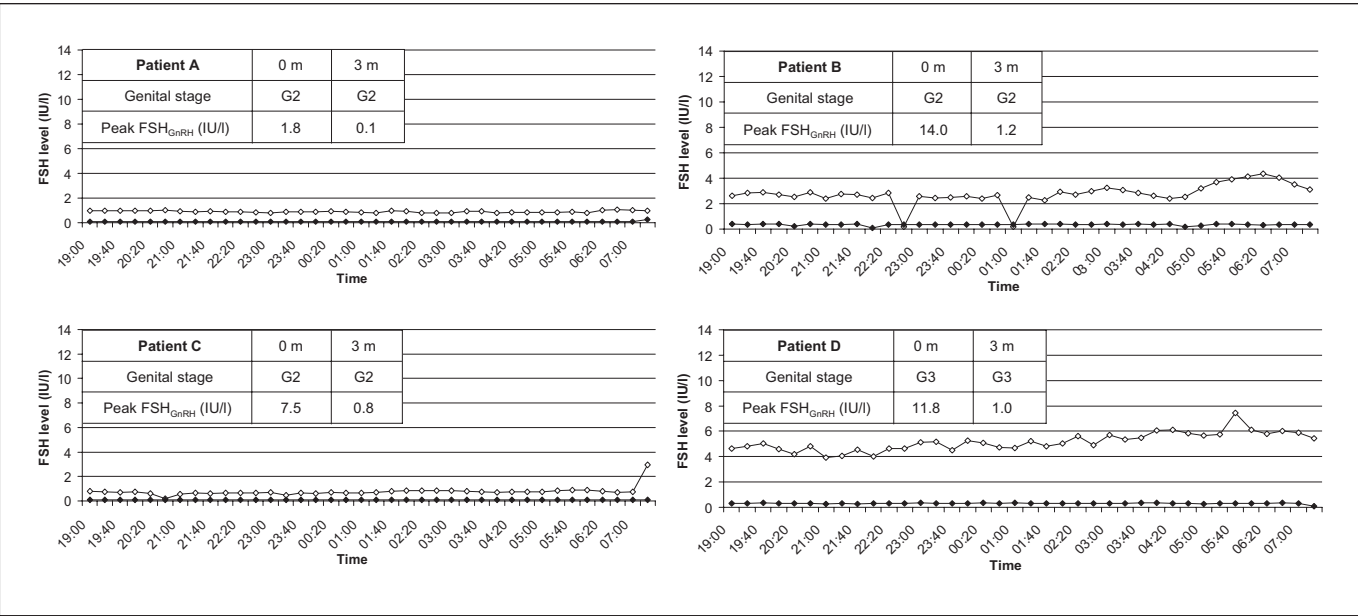 Patient A 0 m 3 m
Genital stage G2 G2
Peak FSHGnRH (IU/l) 1.8 0.1
FSH level (IU/l)
14
12
10
8
6
4
2
0
19:00 19:40 20:20 21:00 21:40 22:20 23:00 23:40 00:20 01:00 01:40 02:20 03:00 03:40 04:20 05:00 05:40 06:20 07:00
Time
Patient B 0 m 3 m
Genital stage G2 G2
Peak FSHGnRH (IU/l) 14.0 1.2
FSH level (IU/l)
14
12
10
8
6
4
2
0
19:00 19:40 20:20 21:00 21:40 22:20 23:00 23:40 00:20 01:00 01:40 02:20 03:00 03:40 04:20 05:00 05:40 06:20 07:00
Time
Patient C 0 m 3 m
Genital stage G2 G2
Peak FSHGnRH (IU/l) 7.5 0.8
FSH level (IU/l)
14
12
10
8
6
4
2
0
19:00 19:40 20:20 21:00 21:40 22:20 23:00 23:40 00:20 01:00 01:40 02:20 03:00 03:40 04:20 05:00 05:40 06:20 07:00
Time
Patient D 0 m 3 m
Genital stage G3 G3
Peak FSHGnRH (IU/l) 11.8 1.0
FSH level (IU/l)
14
12
10
8
6
4
2
0
19:00 19:40 20:20 21:00 21:40 22:20 23:00 23:40 00:20 01:00 01:40 02:20 03:00 03:40 04:20 05:00 05:40 06:20 07:00
Time